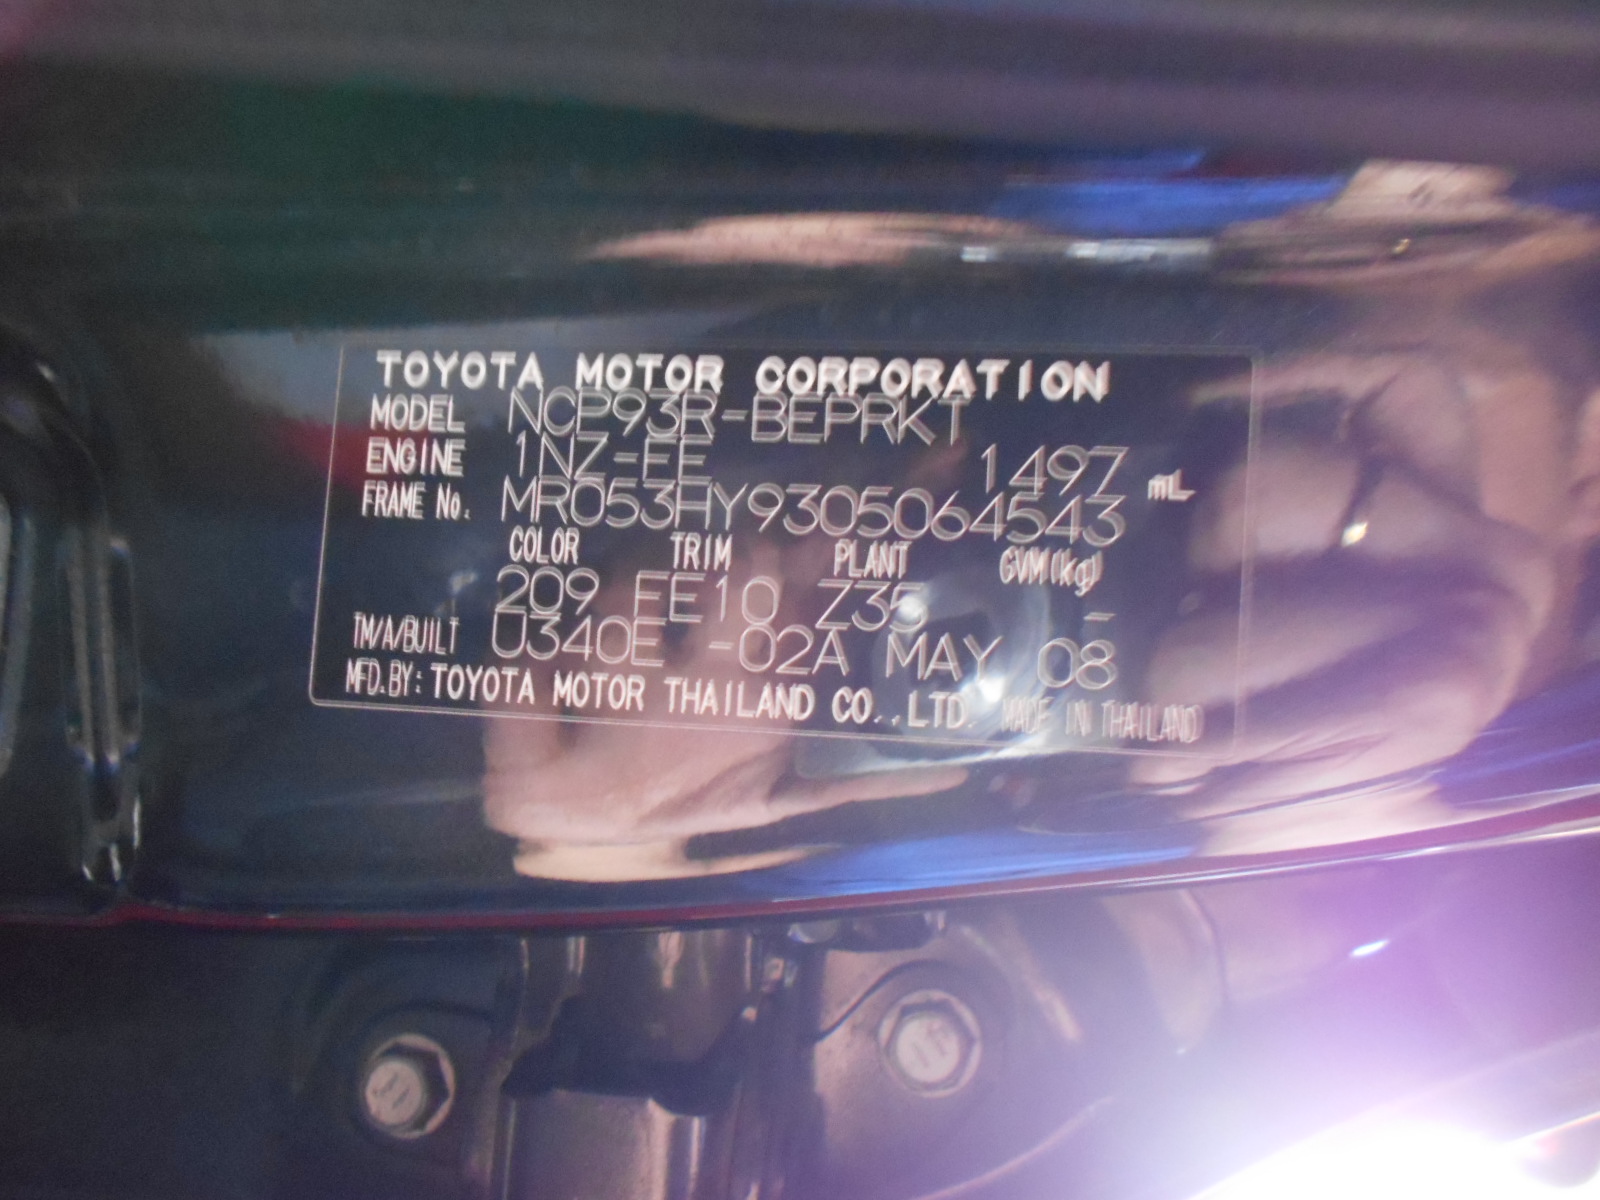 TOYOTA MOTOR CORPORATION
MODEL NCP93R-BEPRKT
ENGINE 1NZ-FE 1497 mL
FRAME No. MR053HY9305064543
COLOR TRIM PLANT GVM(kg)
209 FE10 Z35 -
TM/A/BUILT U340E -02A MAY 08
MFD.BY: TOYOTA MOTOR THAILAND CO.,LTD. MADE IN THAILAND